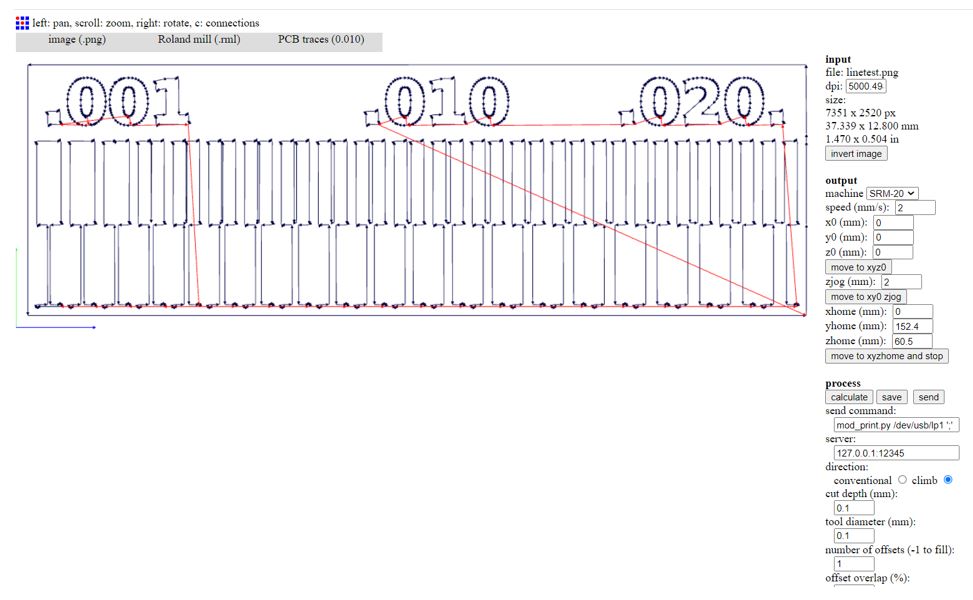 left: pan, scroll: zoom, right: rotate, c: connections
image (.png) Roland mill (.rml) PCB traces (0.010)
.001 .010 .020.
input
file: linetest.png
dpi: 5000.49
size:
7351 x 2520 px
37.339 x 12.800 mm
1.470 x 0.504 in
invert image
output
machine SRM-20
speed (mm/s): 2
x0 (mm): 0
y0 (mm): 0
z0 (mm): 0
move to xyz0
zjog (mm): 2
move to xy0 zjog
xhome (mm): 0
yhome (mm): 152.4
zhome (mm): 60.5
move to xyzhome and stop
process
calculate save send
send command:
mod_print.py /dev/usb/lp1 ';'
server:
127.0.0.1:12345
direction:
conventional climb
cut depth (mm):
0.1
tool diameter (mm):
0.1
number of offsets (-1 to fill):
1
offset overlap (%):